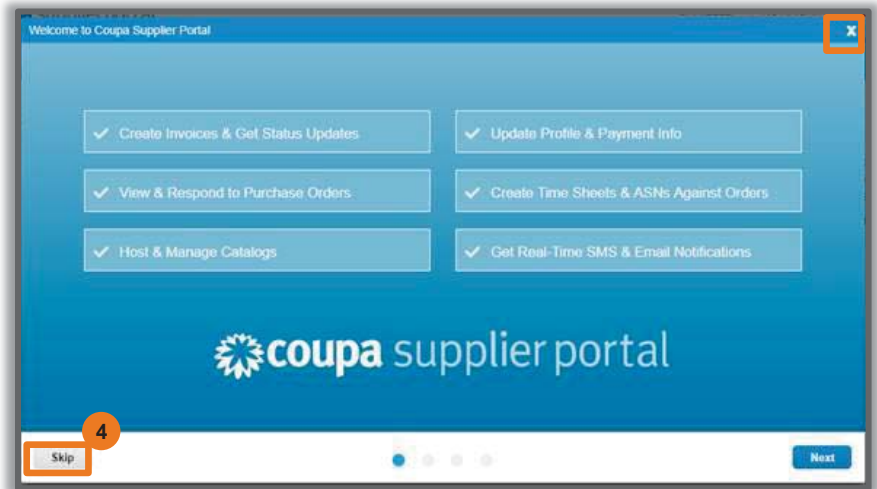 Welcome to Coupa Supplier Portal
X
Create Invoices & Get Status Updates
Update Profile & Payment Info
View & Respond to Purchase Orders
Create Time Sheets & ASNs Against Orders
Host & Manage Catalogs
Get Real-Time SMS & Email Notifications
coupa supplier portal
4
Skip
Next